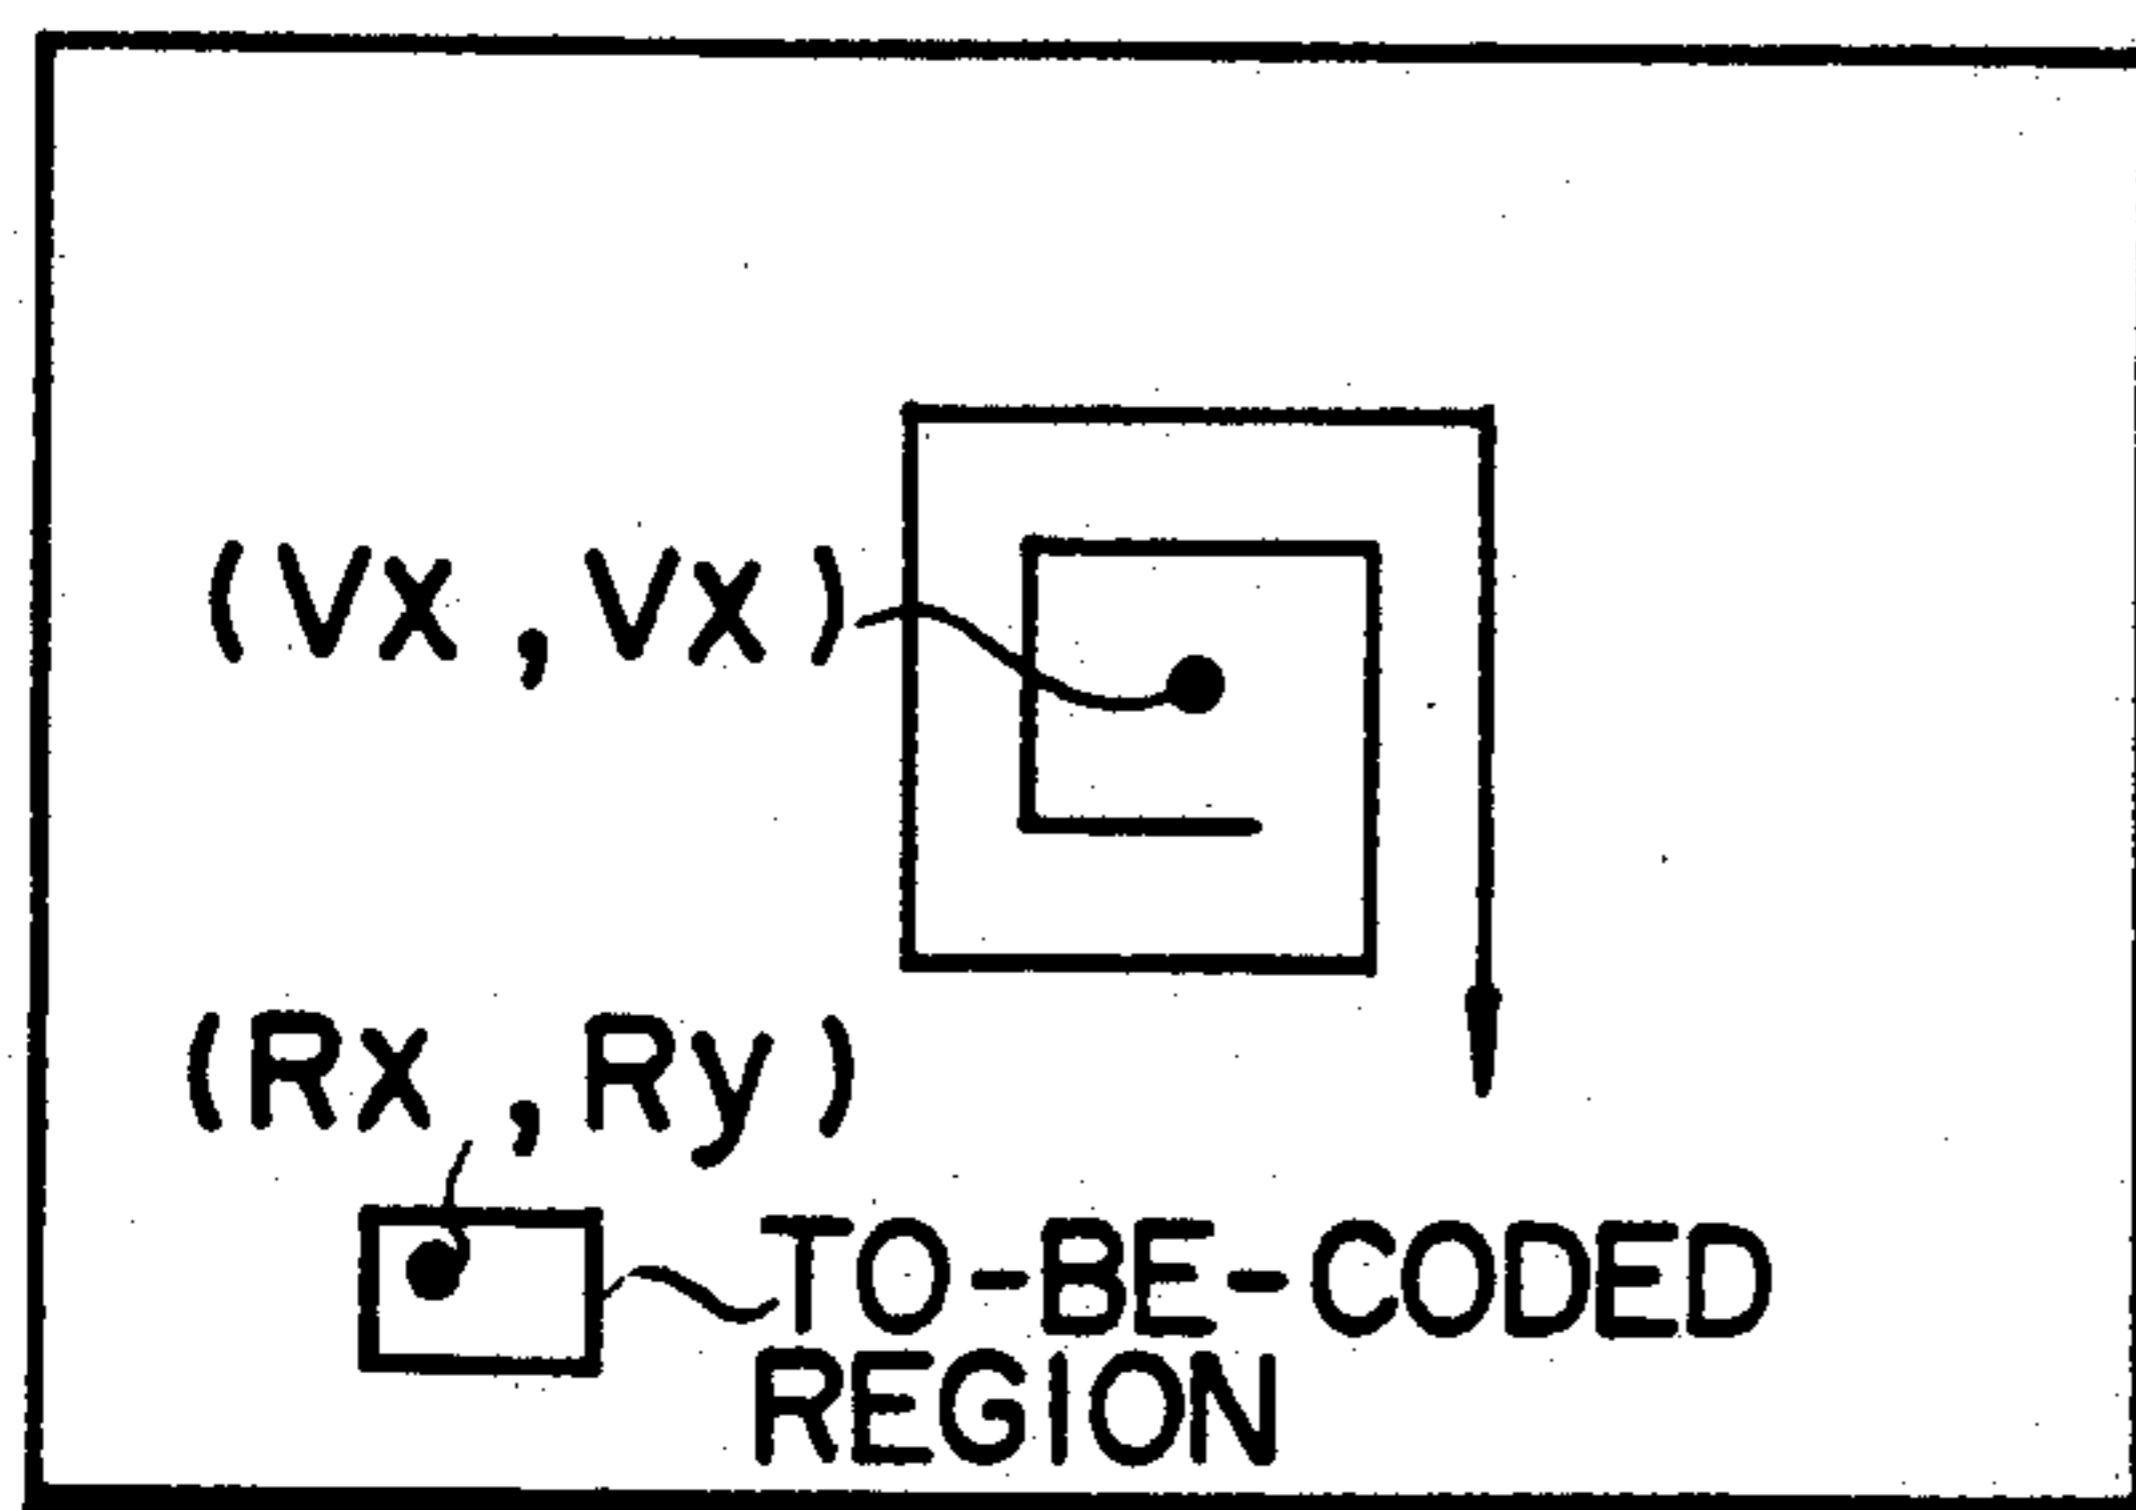 (Vx , Vx)
(Rx , Ry)
TO-BE-CODED
REGION